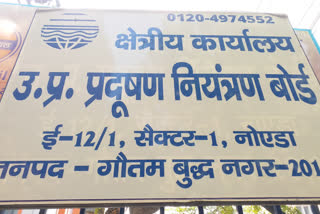 0120-4974552
क्षेत्रीय कार्यालय
उ.प्र. प्रदूषण नियंत्रण बोर्ड
ई-12/1, सैक्टर-1, नोएडा
जनपद - गौतम बुद्ध नगर-201